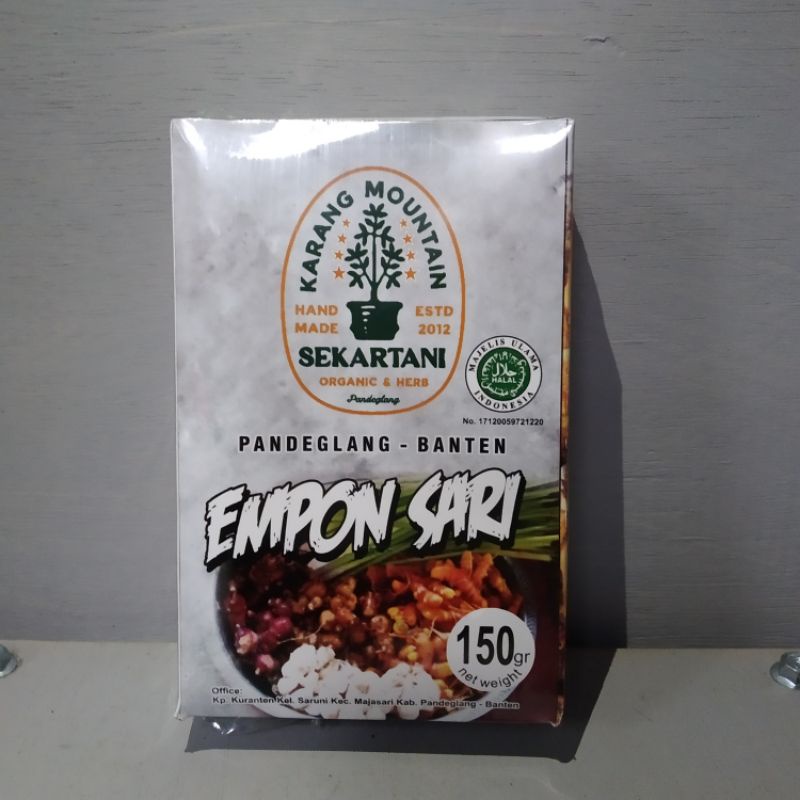 KARANG MOUNTAIN
HAND MADE
ESTD 2012
SEKARTANI
ORGANIC & HERB
Pandeglang
MAJELIS ULAMA INDONESIA
حلال
HALAL
No. 17120059721220
PANDEGLANG - BANTEN
EMPON SARI
150gr
net weight
Office:
Kp. Kuranten Kel. Saruni Kec. Majasari Kab. Pandeglang - Banten